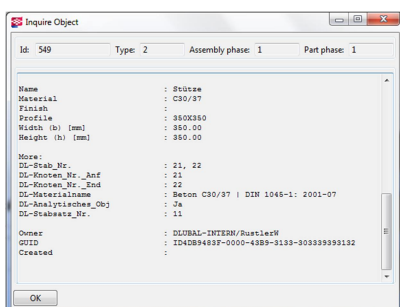 Inquire Object
Id: 549 Type: 2 Assembly phase: 1 Part phase: 1
Name : Stütze
Material : C30/37
Finish :
Profile : 350X350
Width (b) [mm] : 350.00
Height (h) [mm] : 350.00
More:
DL-Stab_Nr. : 21, 22
DL-Knoten_Nr._Anf : 21
DL-Knoten_Nr._End : 22
DL-Materialname : Beton C30/37 | DIN 1045-1: 2001-07
DL-Analytisches_Obj : Ja
DL-Stabsatz_Nr. : 11
Owner : DLUBAL-INTERN/RustlerW
GUID : ID4DB9483F-0000-43B9-3133-303339393132
Created :
OK